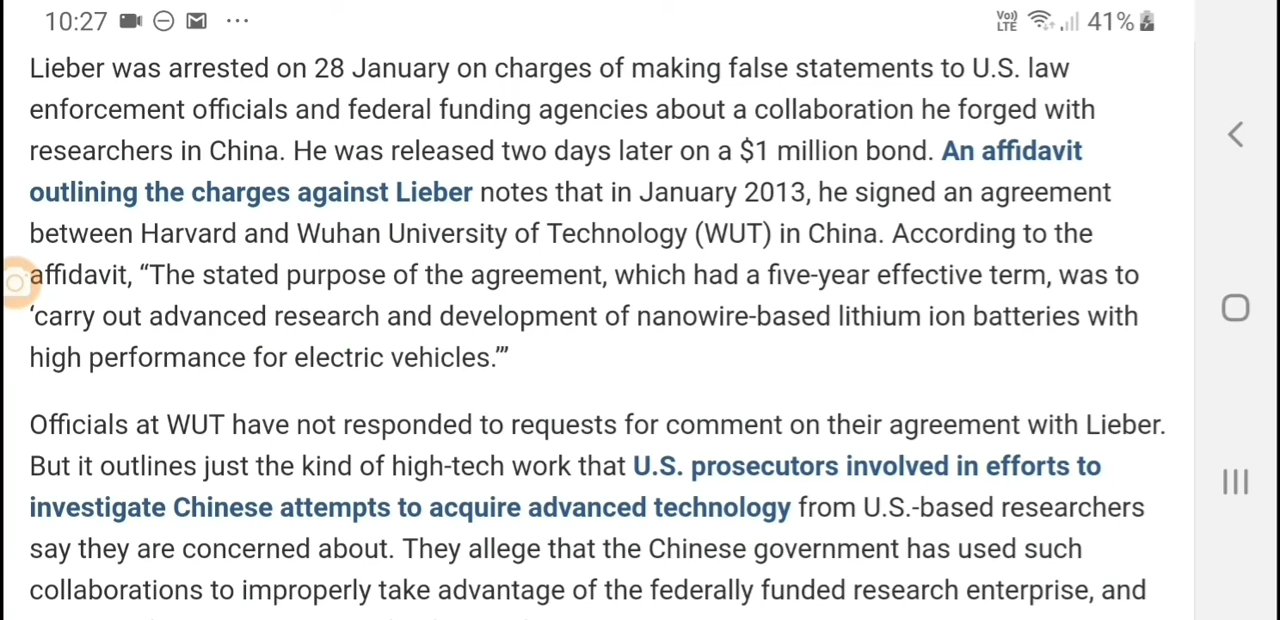 10:27 ... Vo)) LTE 41%
Lieber was arrested on 28 January on charges of making false statements to U.S. law
enforcement officials and federal funding agencies about a collaboration he forged with
researchers in China. He was released two days later on a $1 million bond. An affidavit
outlining the charges against Lieber notes that in January 2013, he signed an agreement
between Harvard and Wuhan University of Technology (WUT) in China. According to the
affidavit, “The stated purpose of the agreement, which had a five-year effective term, was to
‘carry out advanced research and development of nanowire-based lithium ion batteries with
high performance for electric vehicles.’”
Officials at WUT have not responded to requests for comment on their agreement with Lieber.
But it outlines just the kind of high-tech work that U.S. prosecutors involved in efforts to
investigate Chinese attempts to acquire advanced technology from U.S.-based researchers
say they are concerned about. They allege that the Chinese government has used such
collaborations to improperly take advantage of the federally funded research enterprise, and